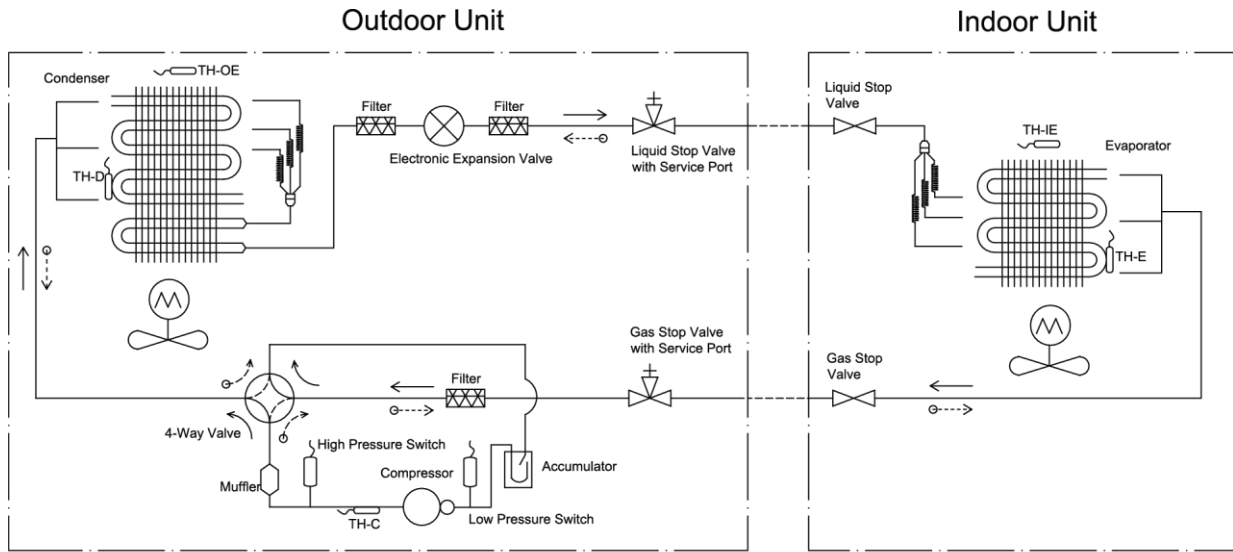 Outdoor Unit
Indoor Unit
Condenser
TH-OE
TH-D
Filter
Electronic Expansion Valve
Filter
Liquid Stop Valve
with Service Port
Liquid Stop
Valve
TH-IE
Evaporator
TH-E
Gas Stop Valve
with Service Port
Gas Stop
Valve
Filter
4-Way Valve
High Pressure Switch
Muffler
Compressor
Accumulator
TH-C
Low Pressure Switch